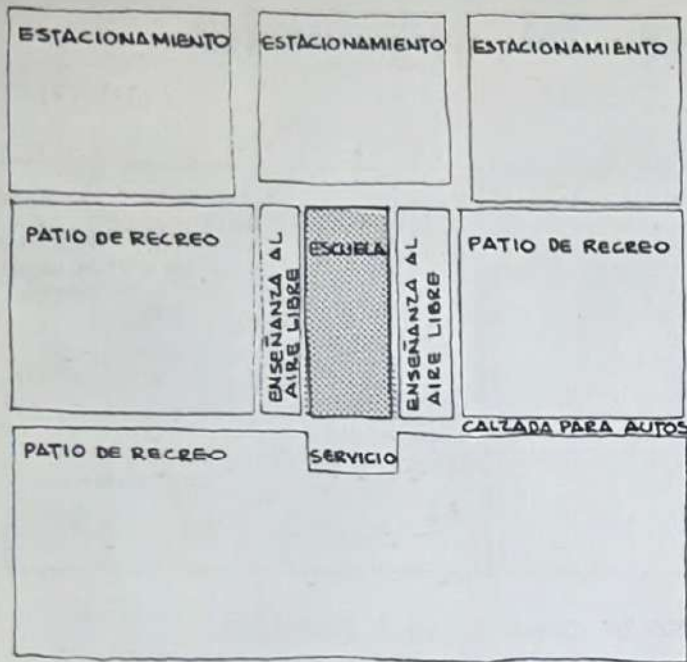 ESTACIONAMIENTO
ESTACIONAMIENTO
ESTACIONAMIENTO
PATIO DE RECREO
ENSEÑANZA AL
AIRE LIBRE
ESCUELA
ENSEÑANZA AL
AIRE LIBRE
PATIO DE RECREO
CALZADA PARA AUTOS
PATIO DE RECREO
SERVICIO